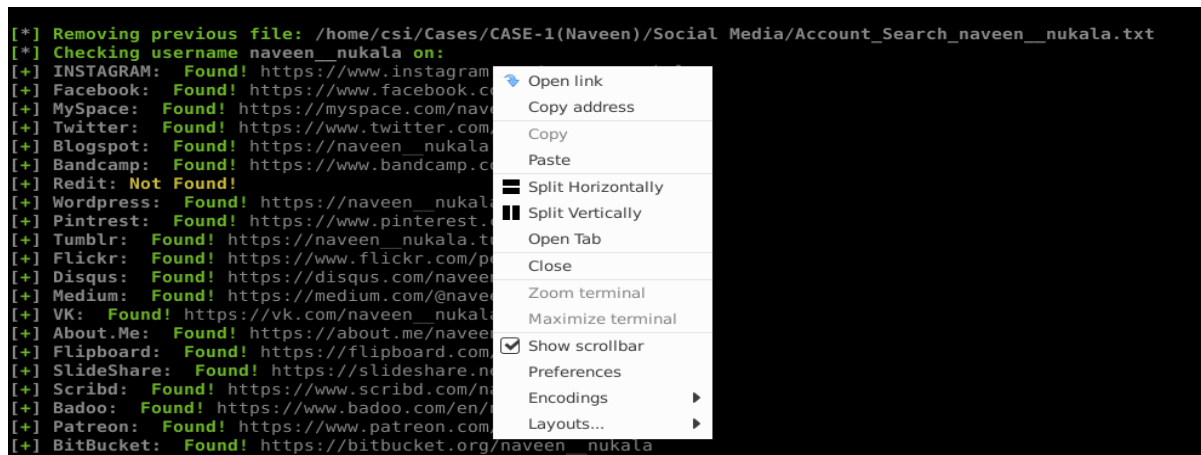 [*] Removing previous file: /home/csi/Cases/CASE-1(Naveen)/Social Media/Account_Search_naveen__nukala.txt
[*] Checking username naveen__nukala on:
[+] INSTAGRAM: Found! https://www.instagram
[+] Facebook: Found! https://www.facebook.co
[+] MySpace: Found! https://myspace.com/nave
[+] Twitter: Found! https://www.twitter.com/
[+] Blogspot: Found! https://naveen__nukala
[+] Bandcamp: Found! https://www.bandcamp.co
[+] Redit: Not Found!
[+] Wordpress: Found! https://naveen__nukala
[+] Pintrest: Found! https://www.pinterest.
[+] Tumblr: Found! https://naveen__nukala.tu
[+] Flickr: Found! https://www.flickr.com/pe
[+] Disqus: Found! https://disqus.com/naveen
[+] Medium: Found! https://medium.com/@navee
[+] VK: Found! https://vk.com/naveen__nukala
[+] About.Me: Found! https://about.me/naveen
[+] Flipboard: Found! https://flipboard.com/
[+] SlideShare: Found! https://slideshare.ne
[+] Scribd: Found! https://www.scribd.com/na
[+] Badoo: Found! https://www.badoo.com/en/
[+] Patreon: Found! https://www.patreon.com/
[+] BitBucket: Found! https://bitbucket.org/naveen__nukala
Open link
Copy address
Copy
Paste
Split Horizontally
Split Vertically
Open Tab
Close
Zoom terminal
Maximize terminal
Show scrollbar
Preferences
Encodings
Layouts...